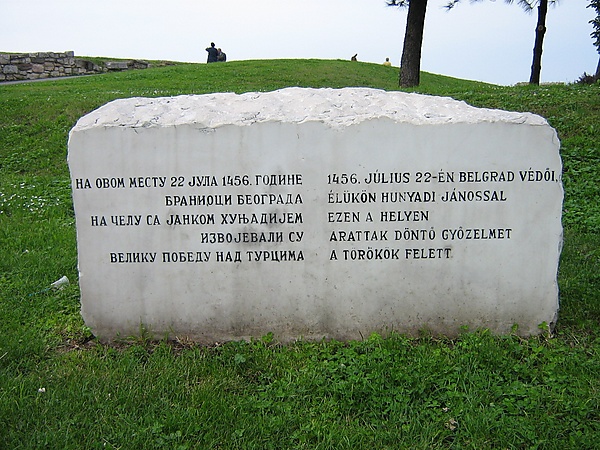 НА ОВОМ МЕСТУ 22 ЈУЛА 1456. ГОДИНЕ
БРАНИОЦИ БЕОГРАДА
НА ЧЕЛУ СА ЈАНКОМ ХУЊАДИЈЕМ
ИЗВОЈЕВАЛИ СУ
ВЕЛИКУ ПОБЕДУ НАД ТУРЦИМА
1456. JÚLIUS 22-ÉN BELGRAD VÉDŐI,
ÉLÜKÖN HUNYADI JÁNOSSAL
EZEN A HELYEN
ARATTAK DÖNTŐ GYŐZELMET
A TÖRÖKÖK FELETT